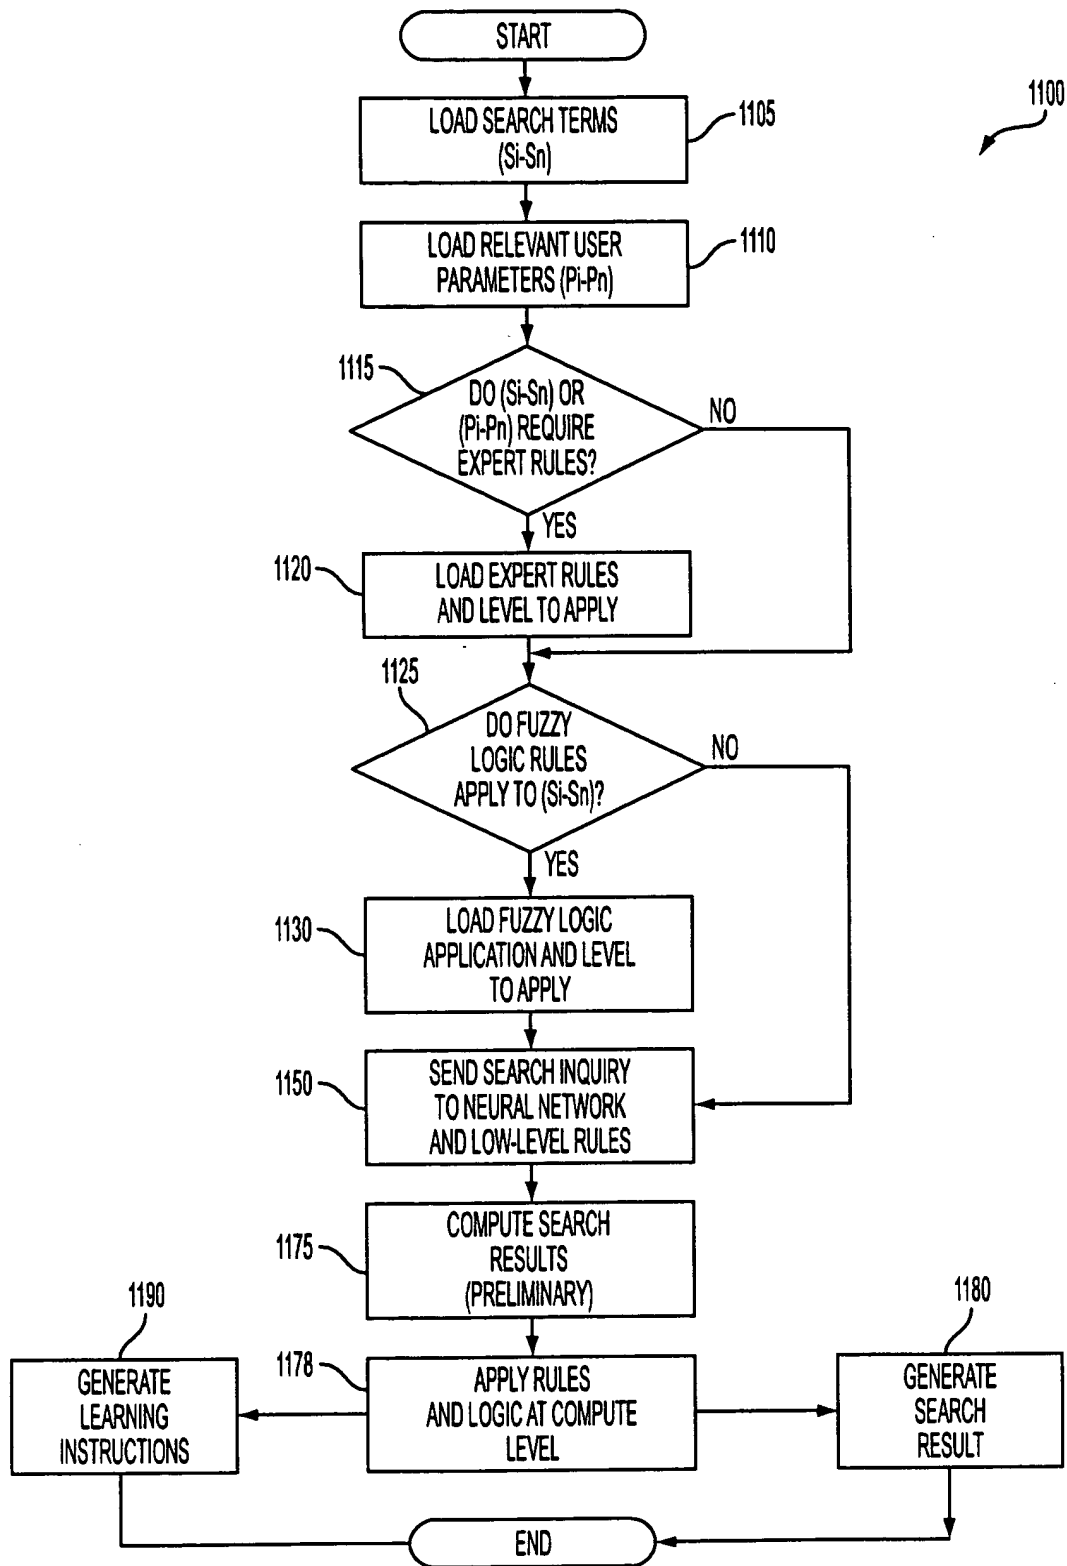 START
1100
LOAD SEARCH TERMS
(Si-Sn)
1105
LOAD RELEVANT USER
PARAMETERS (Pi-Pn)
1110
1115
DO (Si-Sn) OR
(Pi-Pn) REQUIRE
EXPERT RULES?
NO
YES
1120
LOAD EXPERT RULES
AND LEVEL TO APPLY
1125
DO FUZZY
LOGIC RULES
APPLY TO (Si-Sn)?
NO
YES
1130
LOAD FUZZY LOGIC
APPLICATION AND LEVEL
TO APPLY
1150
SEND SEARCH INQUIRY
TO NEURAL NETWORK
AND LOW-LEVEL RULES
1175
COMPUTE SEARCH
RESULTS
(PRELIMINARY)
1190
GENERATE
LEARNING
INSTRUCTIONS
1178
APPLY RULES
AND LOGIC AT COMPUTE
LEVEL
1180
GENERATE
SEARCH
RESULT
END